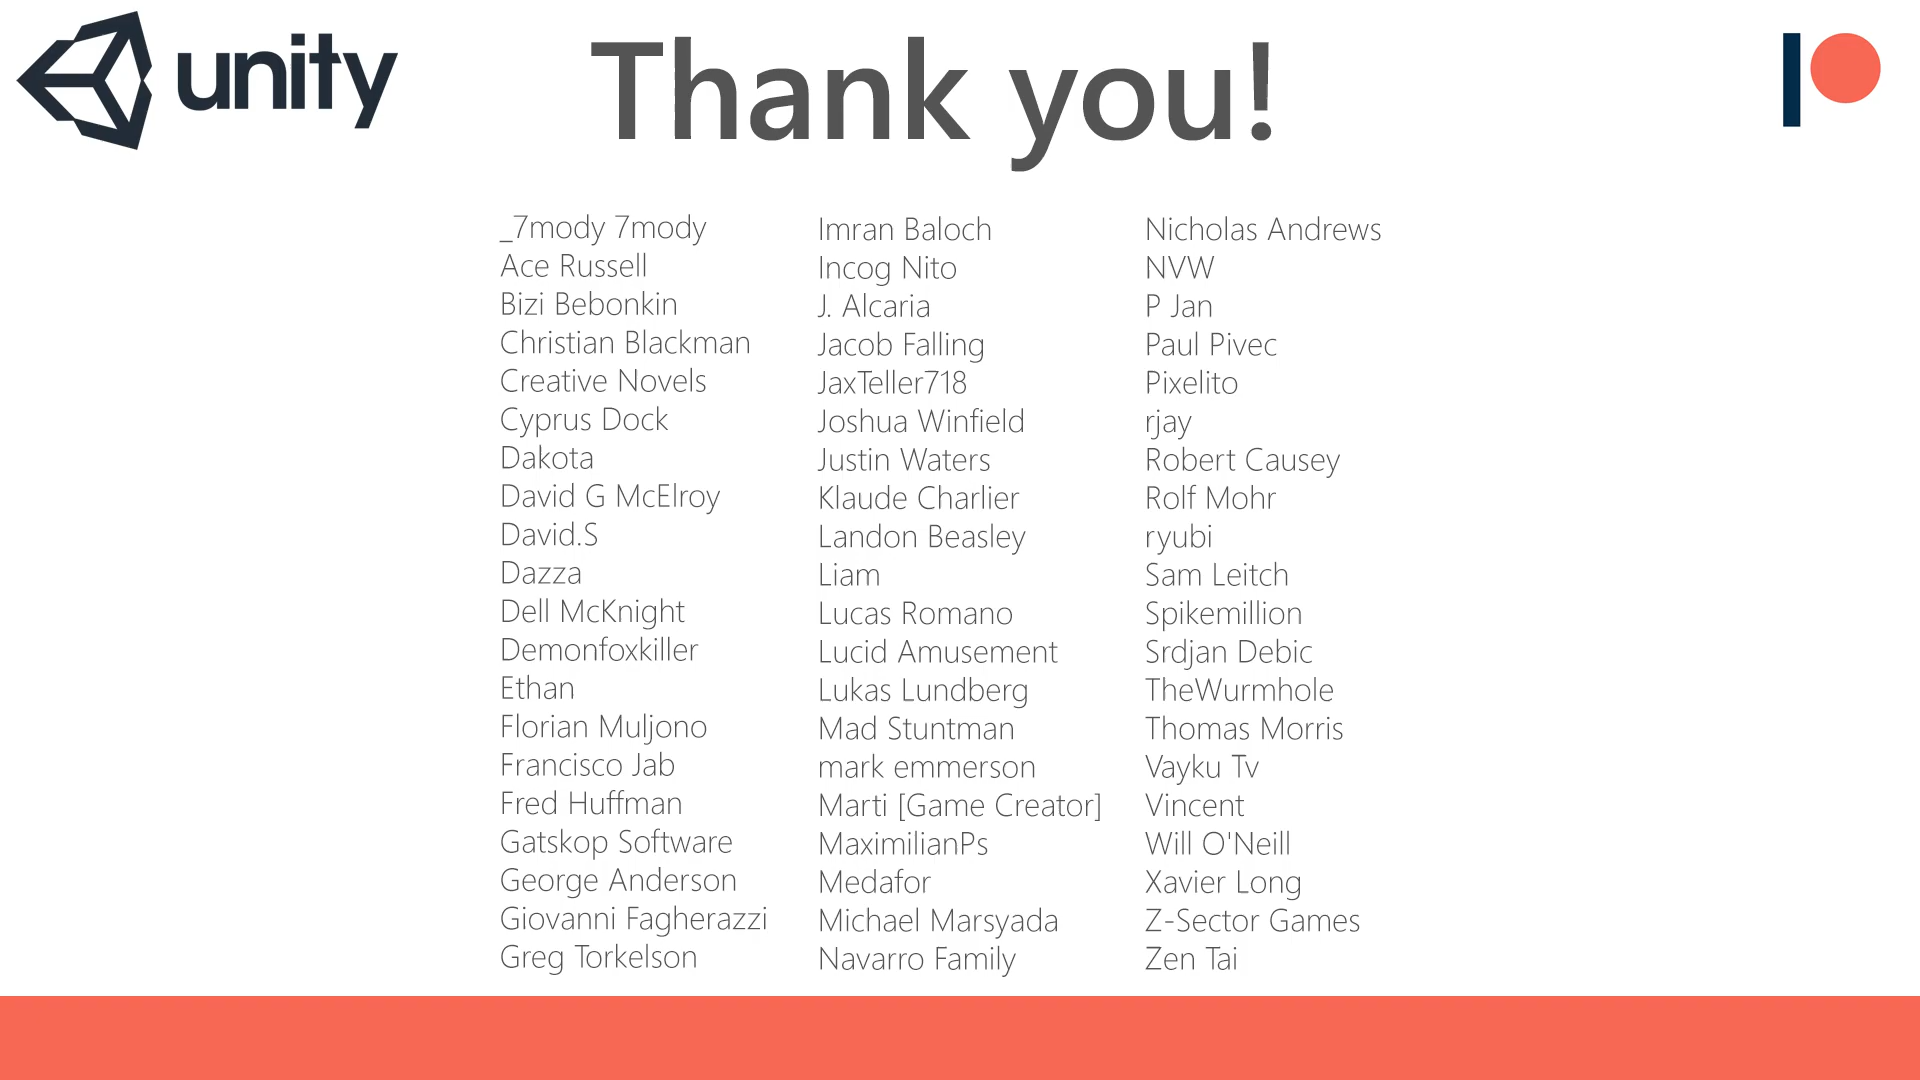 unity
Thank you!
_7mody 7mody
Ace Russell
Bizi Bebonkin
Christian Blackman
Creative Novels
Cyprus Dock
Dakota
David G McElroy
David.S
Dazza
Dell McKnight
Demonfoxkiller
Ethan
Florian Muljono
Francisco Jab
Fred Huffman
Gatskop Software
George Anderson
Giovanni Fagherazzi
Greg Torkelson
Imran Baloch
Incog Nito
J. Alcaria
Jacob Falling
JaxTeller718
Joshua Winfield
Justin Waters
Klaude Charlier
Landon Beasley
Liam
Lucas Romano
Lucid Amusement
Lukas Lundberg
Mad Stuntman
mark emmerson
Marti [Game Creator]
MaximilianPs
Medafor
Michael Marsyada
Navarro Family
Nicholas Andrews
NVW
P Jan
Paul Pivec
Pixelito
rjay
Robert Causey
Rolf Mohr
ryubi
Sam Leitch
Spikemillion
Srdjan Debic
TheWurmhole
Thomas Morris
Vayku Tv
Vincent
Will O'Neill
Xavier Long
Z-Sector Games
Zen Tai